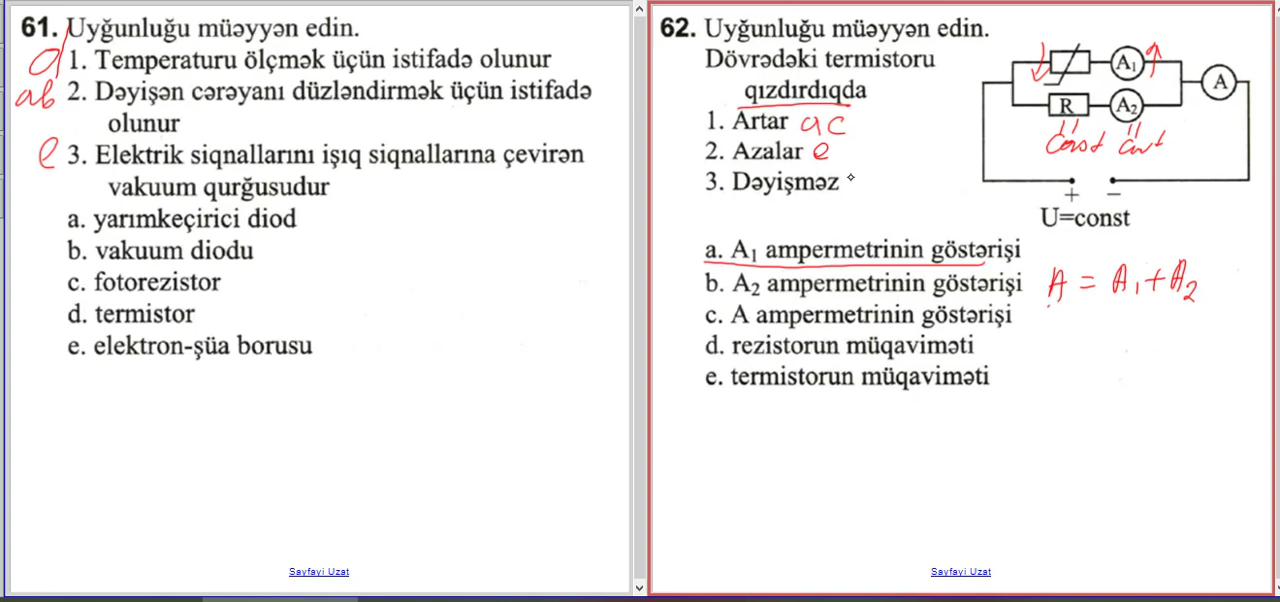 61. Uyğunluğu müəyyən edin.
d 1. Temperaturu ölçmək üçün istifadə olunur
ab 2. Dəyişən cərəyanı düzləndirmək üçün istifadə
olunur
e 3. Elektrik siqnallarını işıq siqnallarına çevirən
vakuum qurğusudur
a. yarımkeçirici diod
b. vakuum diodu
c. fotorezistor
d. termistor
e. elektron-şüa borusu
Sayfayi Uzat
62. Uyğunluğu müəyyən edin.
Dövrədəki termistoru
qızdırdıqda
1. Artar a c
2. Azalar e
3. Dəyişməz
A1
A
R A2
const const
+ −
U=const
a. A1 ampermetrinin göstərişi
b. A2 ampermetrinin göstərişi
A = A1 + A2
c. A ampermetrinin göstərişi
d. rezistorun müqaviməti
e. termistorun müqaviməti
Sayfayi Uzat